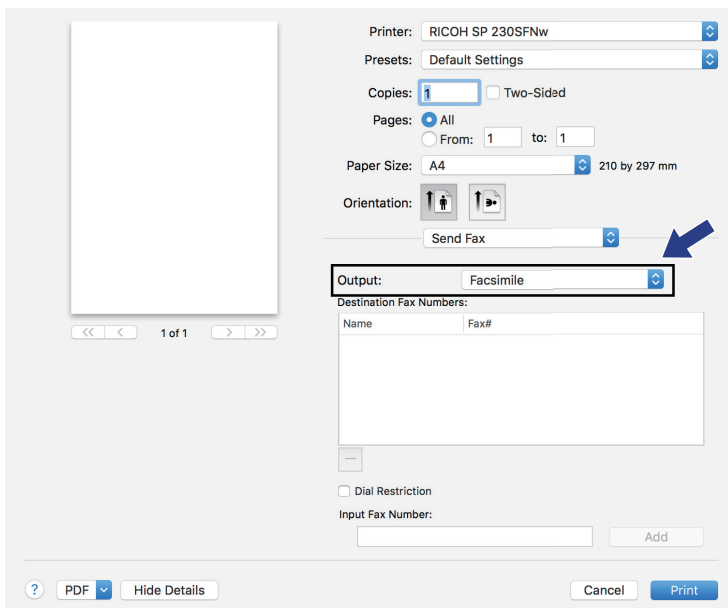 Printer: RICOH SP 230SFNw
Presets: Default Settings
Copies: 1 Two-Sided
Pages: All
From: 1 to: 1
Paper Size: A4 210 by 297 mm
Orientation:
Send Fax
Output: Facsimile
Destination Fax Numbers:
Name Fax#
<< < 1 of 1 > >>
Dial Restriction
Input Fax Number:
Add
? PDF Hide Details Cancel Print